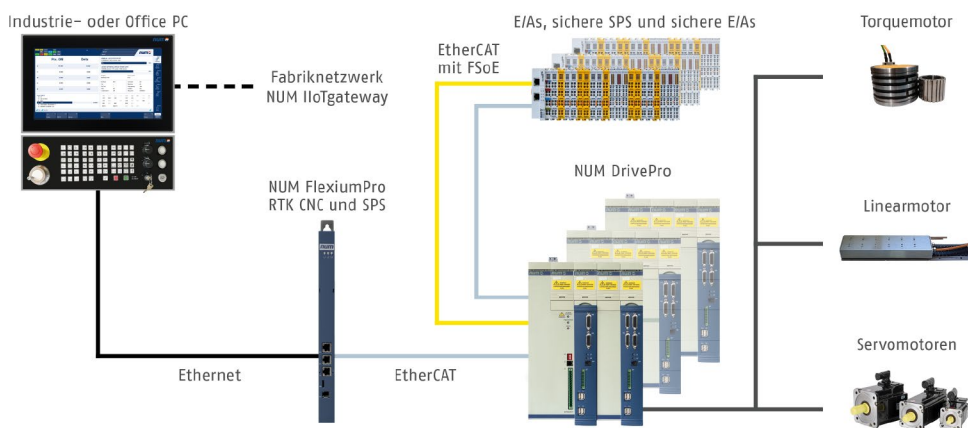 Industrie- oder Office PC
Fabriknetzwerk
NUM IIoTgateway
NUM FlexiumPro
RTK CNC und SPS
Ethernet
EtherCAT
EtherCAT
mit FSoE
E/As, sichere SPS und sichere E/As
NUM DrivePro
Torquemotor
Linearmotor
Servomotoren